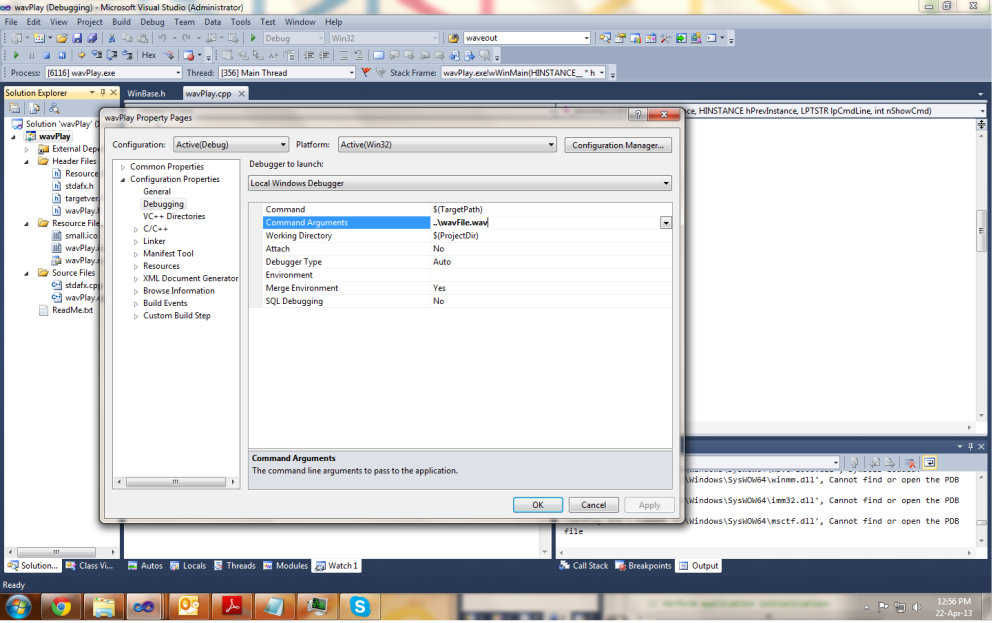 wavPlay (Debugging) - Microsoft Visual Studio (Administrator)
File Edit View Project Build Debug Team Data Tools Test Window Help
Debug Win32 waveout
Hex
Process: [6116] wavPlay.exe Thread: [356] Main Thread Stack Frame: wavPlay.exe!wWinMain(HINSTANCE__ * h
Solution Explorer
WinBase.h wavPlay.cpp
ce, HINSTANCE hPrevInstance, LPTSTR lpCmdLine, int nShowCmd)
Solution 'wavPlay' (
wavPlay
External Depe
Header Files
Resource
stdafx.h
targetver.
wavPlay.
Resource File
small.ico
wavPlay.
wavPlay.
Source Files
stdafx.cpp
wavPlay.
ReadMe.txt
wavPlay Property Pages
Configuration: Active(Debug) Platform: Active(Win32) Configuration Manager...
Common Properties
Configuration Properties
General
Debugging
VC++ Directories
C/C++
Linker
Manifest Tool
Resources
XML Document Generator
Browse Information
Build Events
Custom Build Step
Debugger to launch:
Local Windows Debugger
Command $(TargetPath)
Command Arguments ..\wavFile.wav
Working Directory $(ProjectDir)
Attach No
Debugger Type Auto
Environment
Merge Environment Yes
SQL Debugging No
Command Arguments
The command line arguments to pass to the application.
OK Cancel Apply
\Windows\SysWOW64\winmm.dll', Cannot find or open the PDB
\Windows\SysWOW64\imm32.dll', Cannot find or open the PDB
\Windows\SysWOW64\msctf.dll', Cannot find or open the PDB
file
Solution... Class Vi... Autos Locals Threads Modules Watch 1
Call Stack Breakpoints Output
Ready
12:56 PM
22-Apr-13